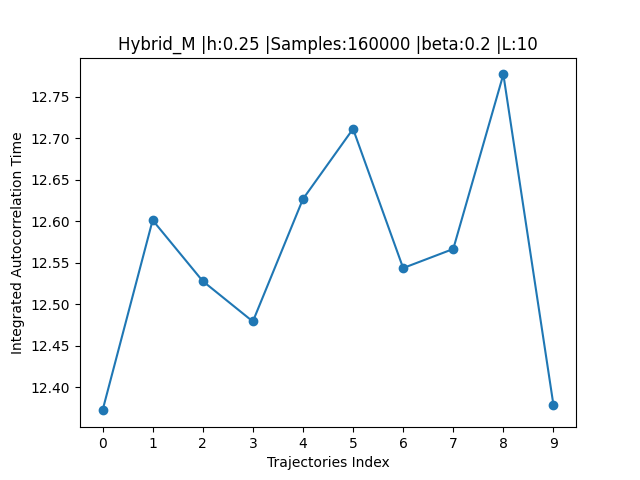 Hybrid_M |h:0.25 |Samples:160000 |beta:0.2 |L:10
Integrated Autocorrelation Time
12.75
12.70
12.65
12.60
12.55
12.50
12.45
12.40
0 1 2 3 4 5 6 7 8 9
Trajectories Index